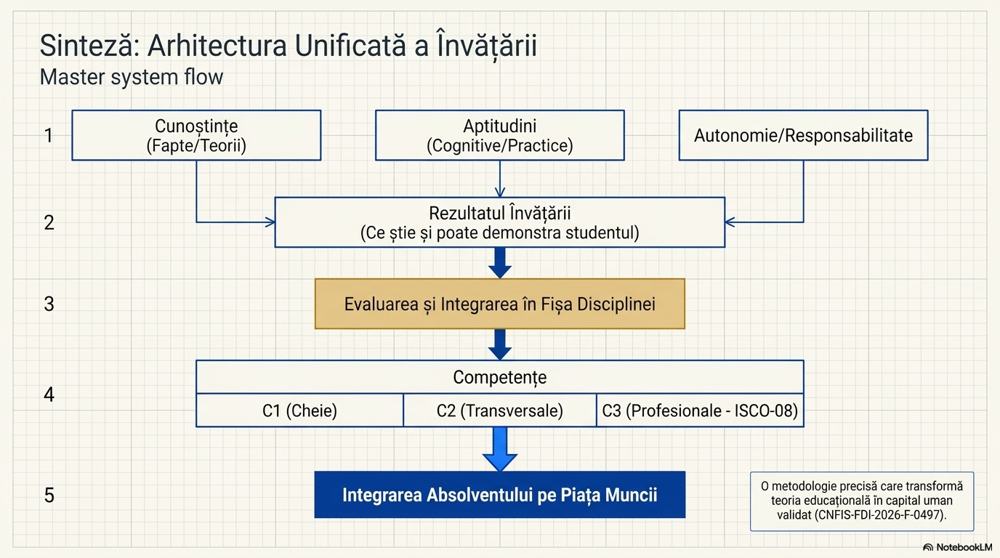 Sinteză: Arhitectura Unificată a Învățării
Master system flow
1
Cunoștințe
(Fapte/Teorii)
Aptitudini
(Cognitive/Practice)
Autonomie/Responsabilitate
2
Rezultatul Învățării
(Ce știe și poate demonstra studentul)
3
Evaluarea și Integrarea în Fișa Disciplinei
4
Competențe
C1 (Cheie)
C2 (Transversale)
C3 (Profesionale - ISCO-08)
5
Integrarea Absolventului pe Piața Muncii
O metodologie precisă care transformă
teoria educațională în capital uman
validat (CNFIS-FDI-2026-F-0497).
NotebookLM